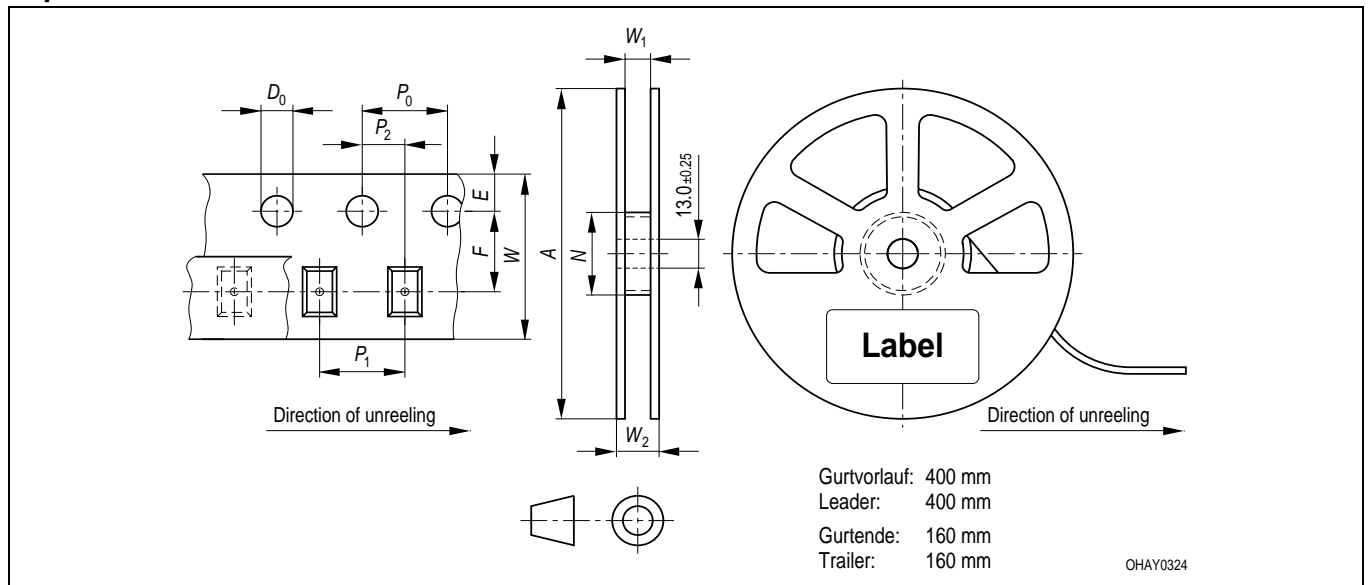 W1
D0
P0
P2
E
F
W
A
N
13.0 ±0.25
P1
Label
Direction of unreeling
W2
Direction of unreeling
Gurtvorlauf: 400 mm
Leader: 400 mm
Gurtende: 160 mm
Trailer: 160 mm
OHAY0324